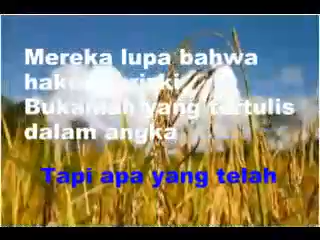 Mereka lupa bahwa
Bukanlah yang tertulis
dalam angka
Tapi apa yang telah